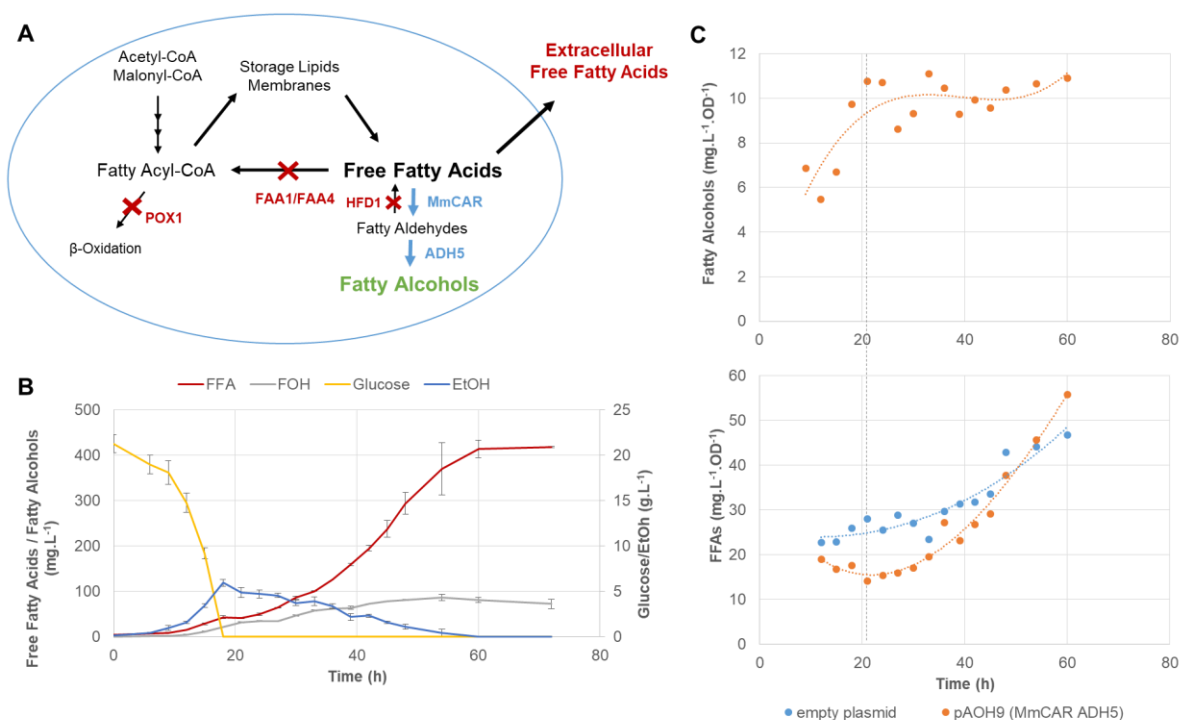 A
Acetyl-CoA
Malonyl-CoA
Storage Lipids
Membranes
Extracellular
Free Fatty Acids
Fatty Acyl-CoA
Free Fatty Acids
FAA1/FAA4
HFD1
MmCAR
POX1
Fatty Aldehydes
β-Oxidation
ADH5
Fatty Alcohols
B
FFA FOH Glucose EtOH
Free Fatty Acids / Fatty Alcohols
(mg.L⁻¹)
500
400
300
200
100
0
25
20
15
10
5
0
Glucose/EtOh (g.L⁻¹)
0 20 40 60 80
Time (h)
C
Fatty Alcohols (mg.L⁻¹.OD⁻¹)
12
10
8
6
4
2
0
0 20 40 60 80
FFAs (mg.L⁻¹.OD⁻¹)
60
50
40
30
20
10
0
0 20 40 60 80
Time (h)
empty plasmid pAOH9 (MmCAR ADH5)